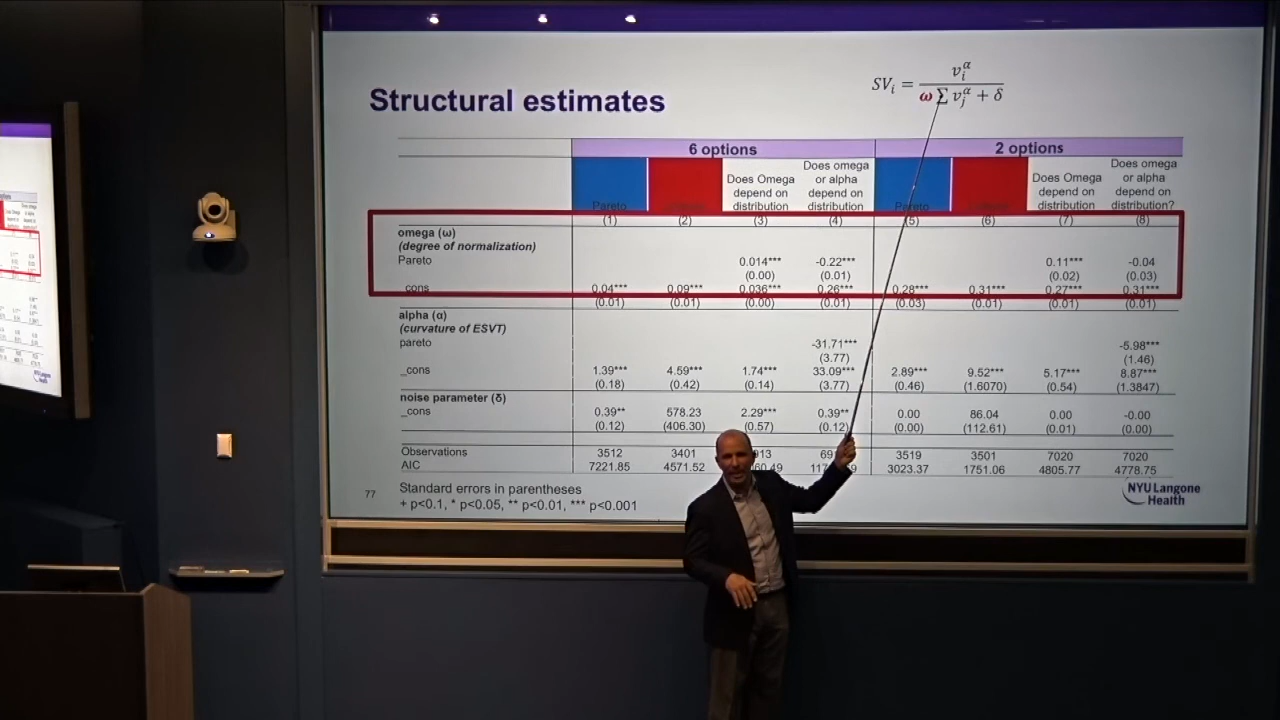 Structural estimates
SV_i = v_i^α / (ω ∑ v_j^α + δ)
6 options 2 options
Does Omega depend on distribution
Does omega or alpha depend on distribution
Does Omega depend on distribution
Does omega or alpha depend on distribution?
Pareto Pareto
(1) (2) (3) (4) (5) (6) (7) (8)
omega (ω)
(degree of normalization)
Pareto 0.014*** -0.22*** 0.11*** -0.04
(0.00) (0.01) (0.02) (0.03)
_cons 0.04*** 0.09*** 0.036*** 0.26*** 0.28*** 0.31*** 0.27*** 0.31***
(0.01) (0.01) (0.00) (0.01) (0.03) (0.01) (0.01) (0.01)
alpha (α)
(curvature of ESVT)
pareto -31.71*** -5.98***
(3.77) (1.46)
_cons 1.39*** 4.59*** 1.74*** 33.09*** 2.89*** 9.52*** 5.17*** 8.87***
(0.18) (0.42) (0.14) (3.77) (0.46) (1.6070) (0.54) (1.3847)
noise parameter (δ)
_cons 0.39** 578.23 2.29*** 0.39** 0.00 86.04 0.00 -0.00
(0.12) (406.30) (0.57) (0.12) (0.00) (112.61) (0.01) (0.00)
Observations 3512 3401 3519 3501 7020 7020
AIC 7221.85 4571.52 3023.37 1751.06 4805.77 4778.75
77
Standard errors in parentheses
+ p<0.1, * p<0.05, ** p<0.01, *** p<0.001
NYU Langone
Health